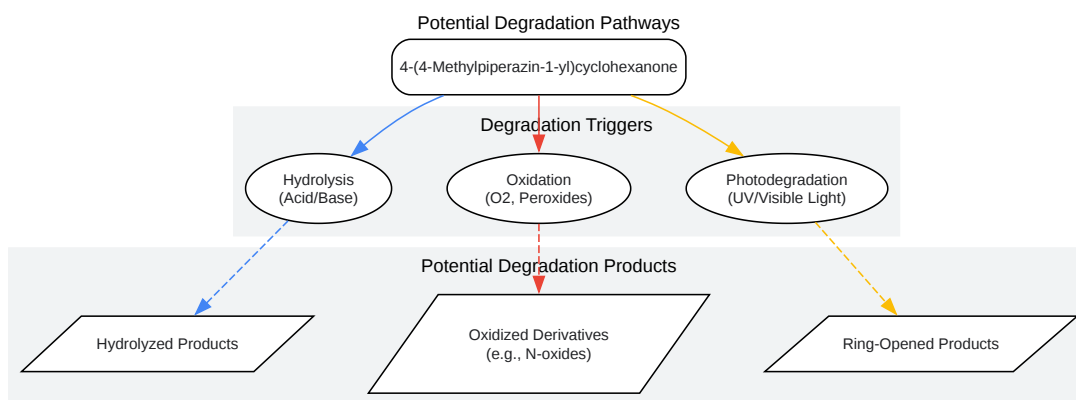 Potential Degradation Pathways
4-(4-Methylpiperazin-1-yl)cyclohexanone
Degradation Triggers
Hydrolysis
(Acid/Base)
Oxidation
(O2, Peroxides)
Photodegradation
(UV/Visible Light)
Potential Degradation Products
Hydrolyzed Products
Oxidized Derivatives
(e.g., N-oxides)
Ring-Opened Products